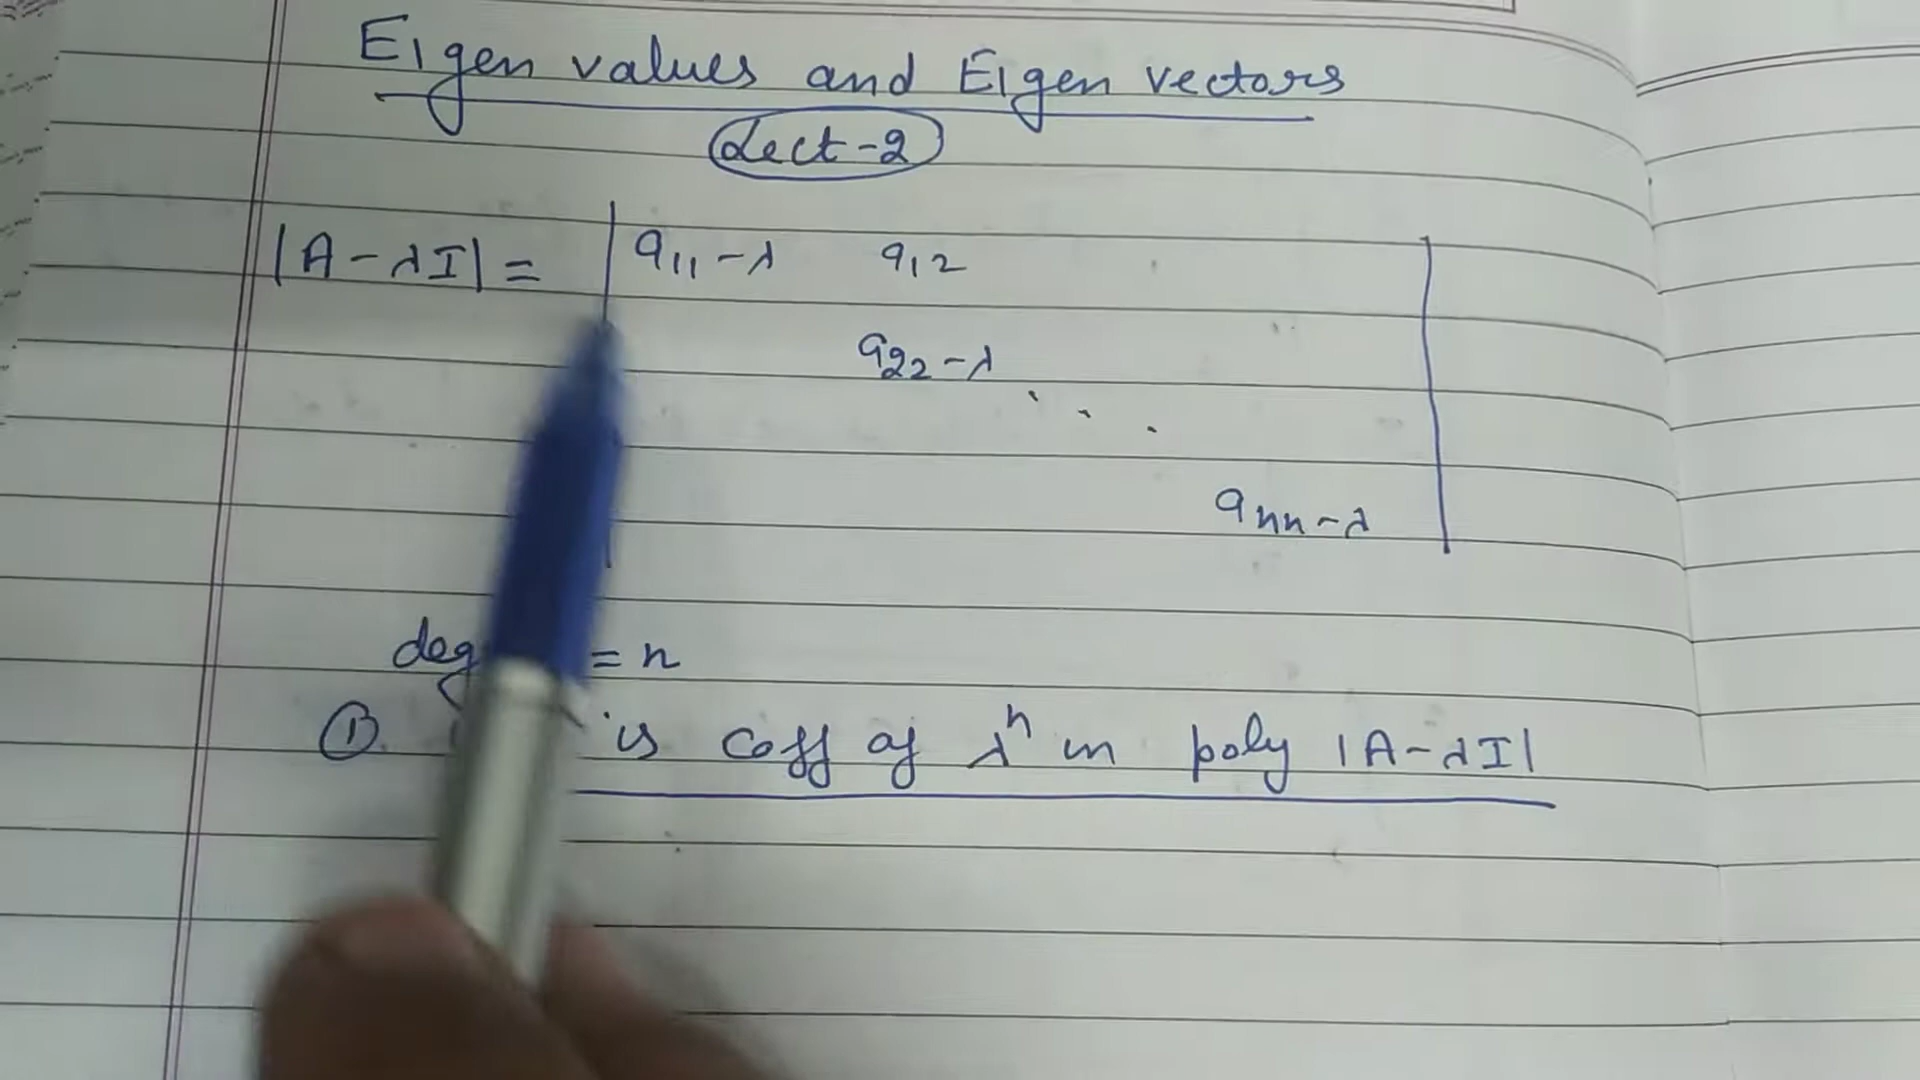 Eigen values and Eigen vectors
Lect-2
|A-λI| = | a11-λ a12 |
a22-λ
ann-λ
= n
① is Coff of λ^n in poly |A-λI|